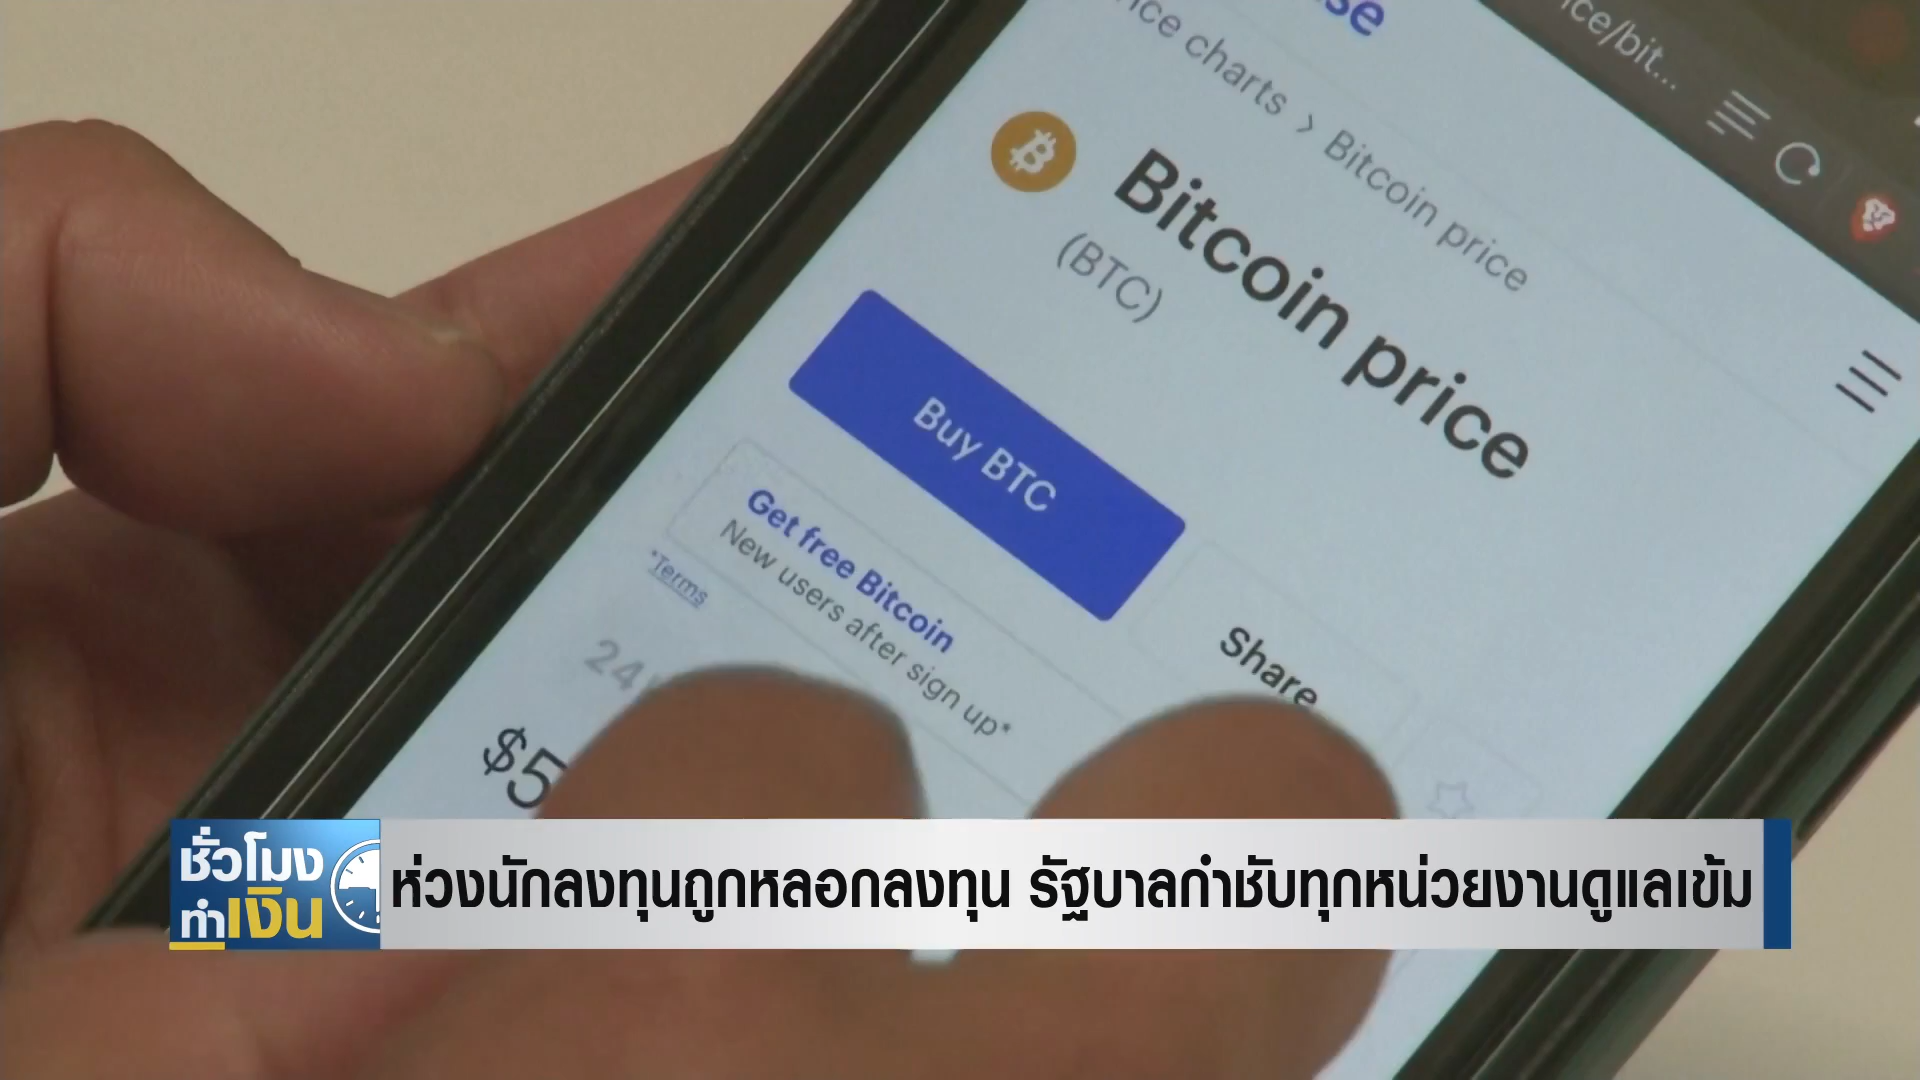 price charts > Bitcoin price
Bitcoin price
(BTC)
Buy BTC
Get free Bitcoin
New users after sign up*
*Terms
Share
24
$5
ชั่วโมง
ทำเงิน
ห่วงนักลงทุนถูกหลอกลงทุน รัฐบาลกำชับทุกหน่วยงานดูแลเข้ม